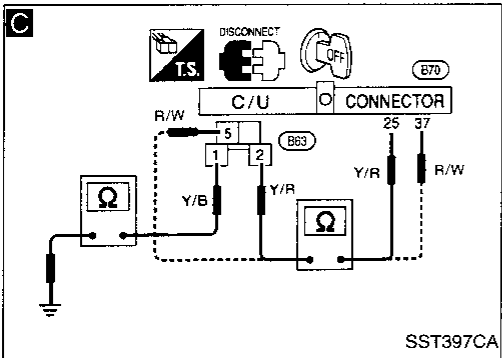 C
DISCONNECT
T.S.
OFF
B70
C/U CONNECTOR
R/W
5
B63
25 37
1 2
Y/R
R/W
Y/B
Y/R
Ω
Ω
SST397CA